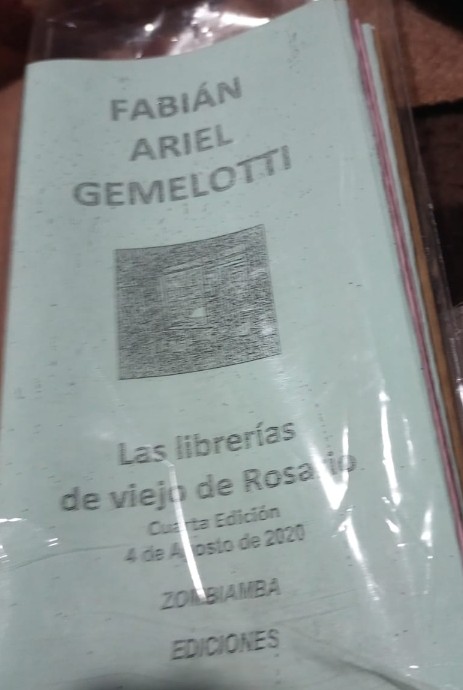 FABIÁN
ARIEL
GEMELOTTI
Las librerías
de viejo de Rosario
Cuarta Edición
4 de Agosto de 2020
ZOMBIAMBA
EDICIONES